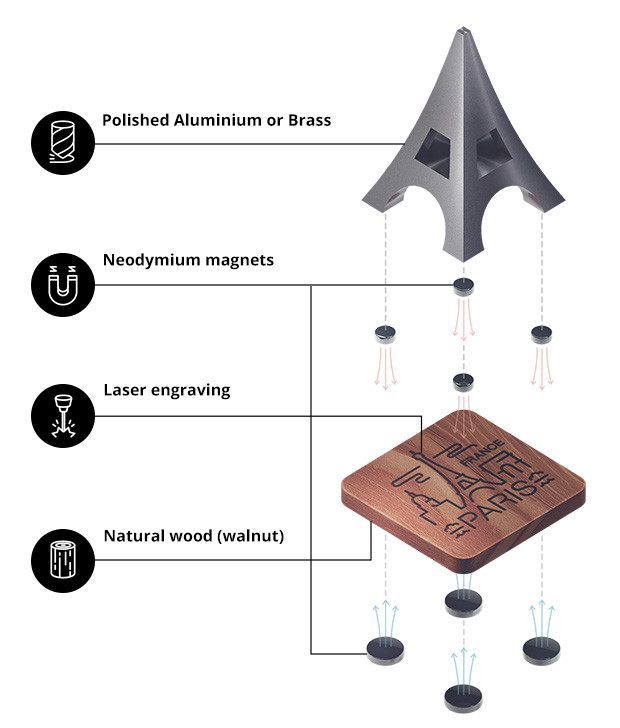 Polished Aluminium or Brass
Neodymium magnets
Laser engraving
FRANCE
PARIS
Natural wood (walnut)